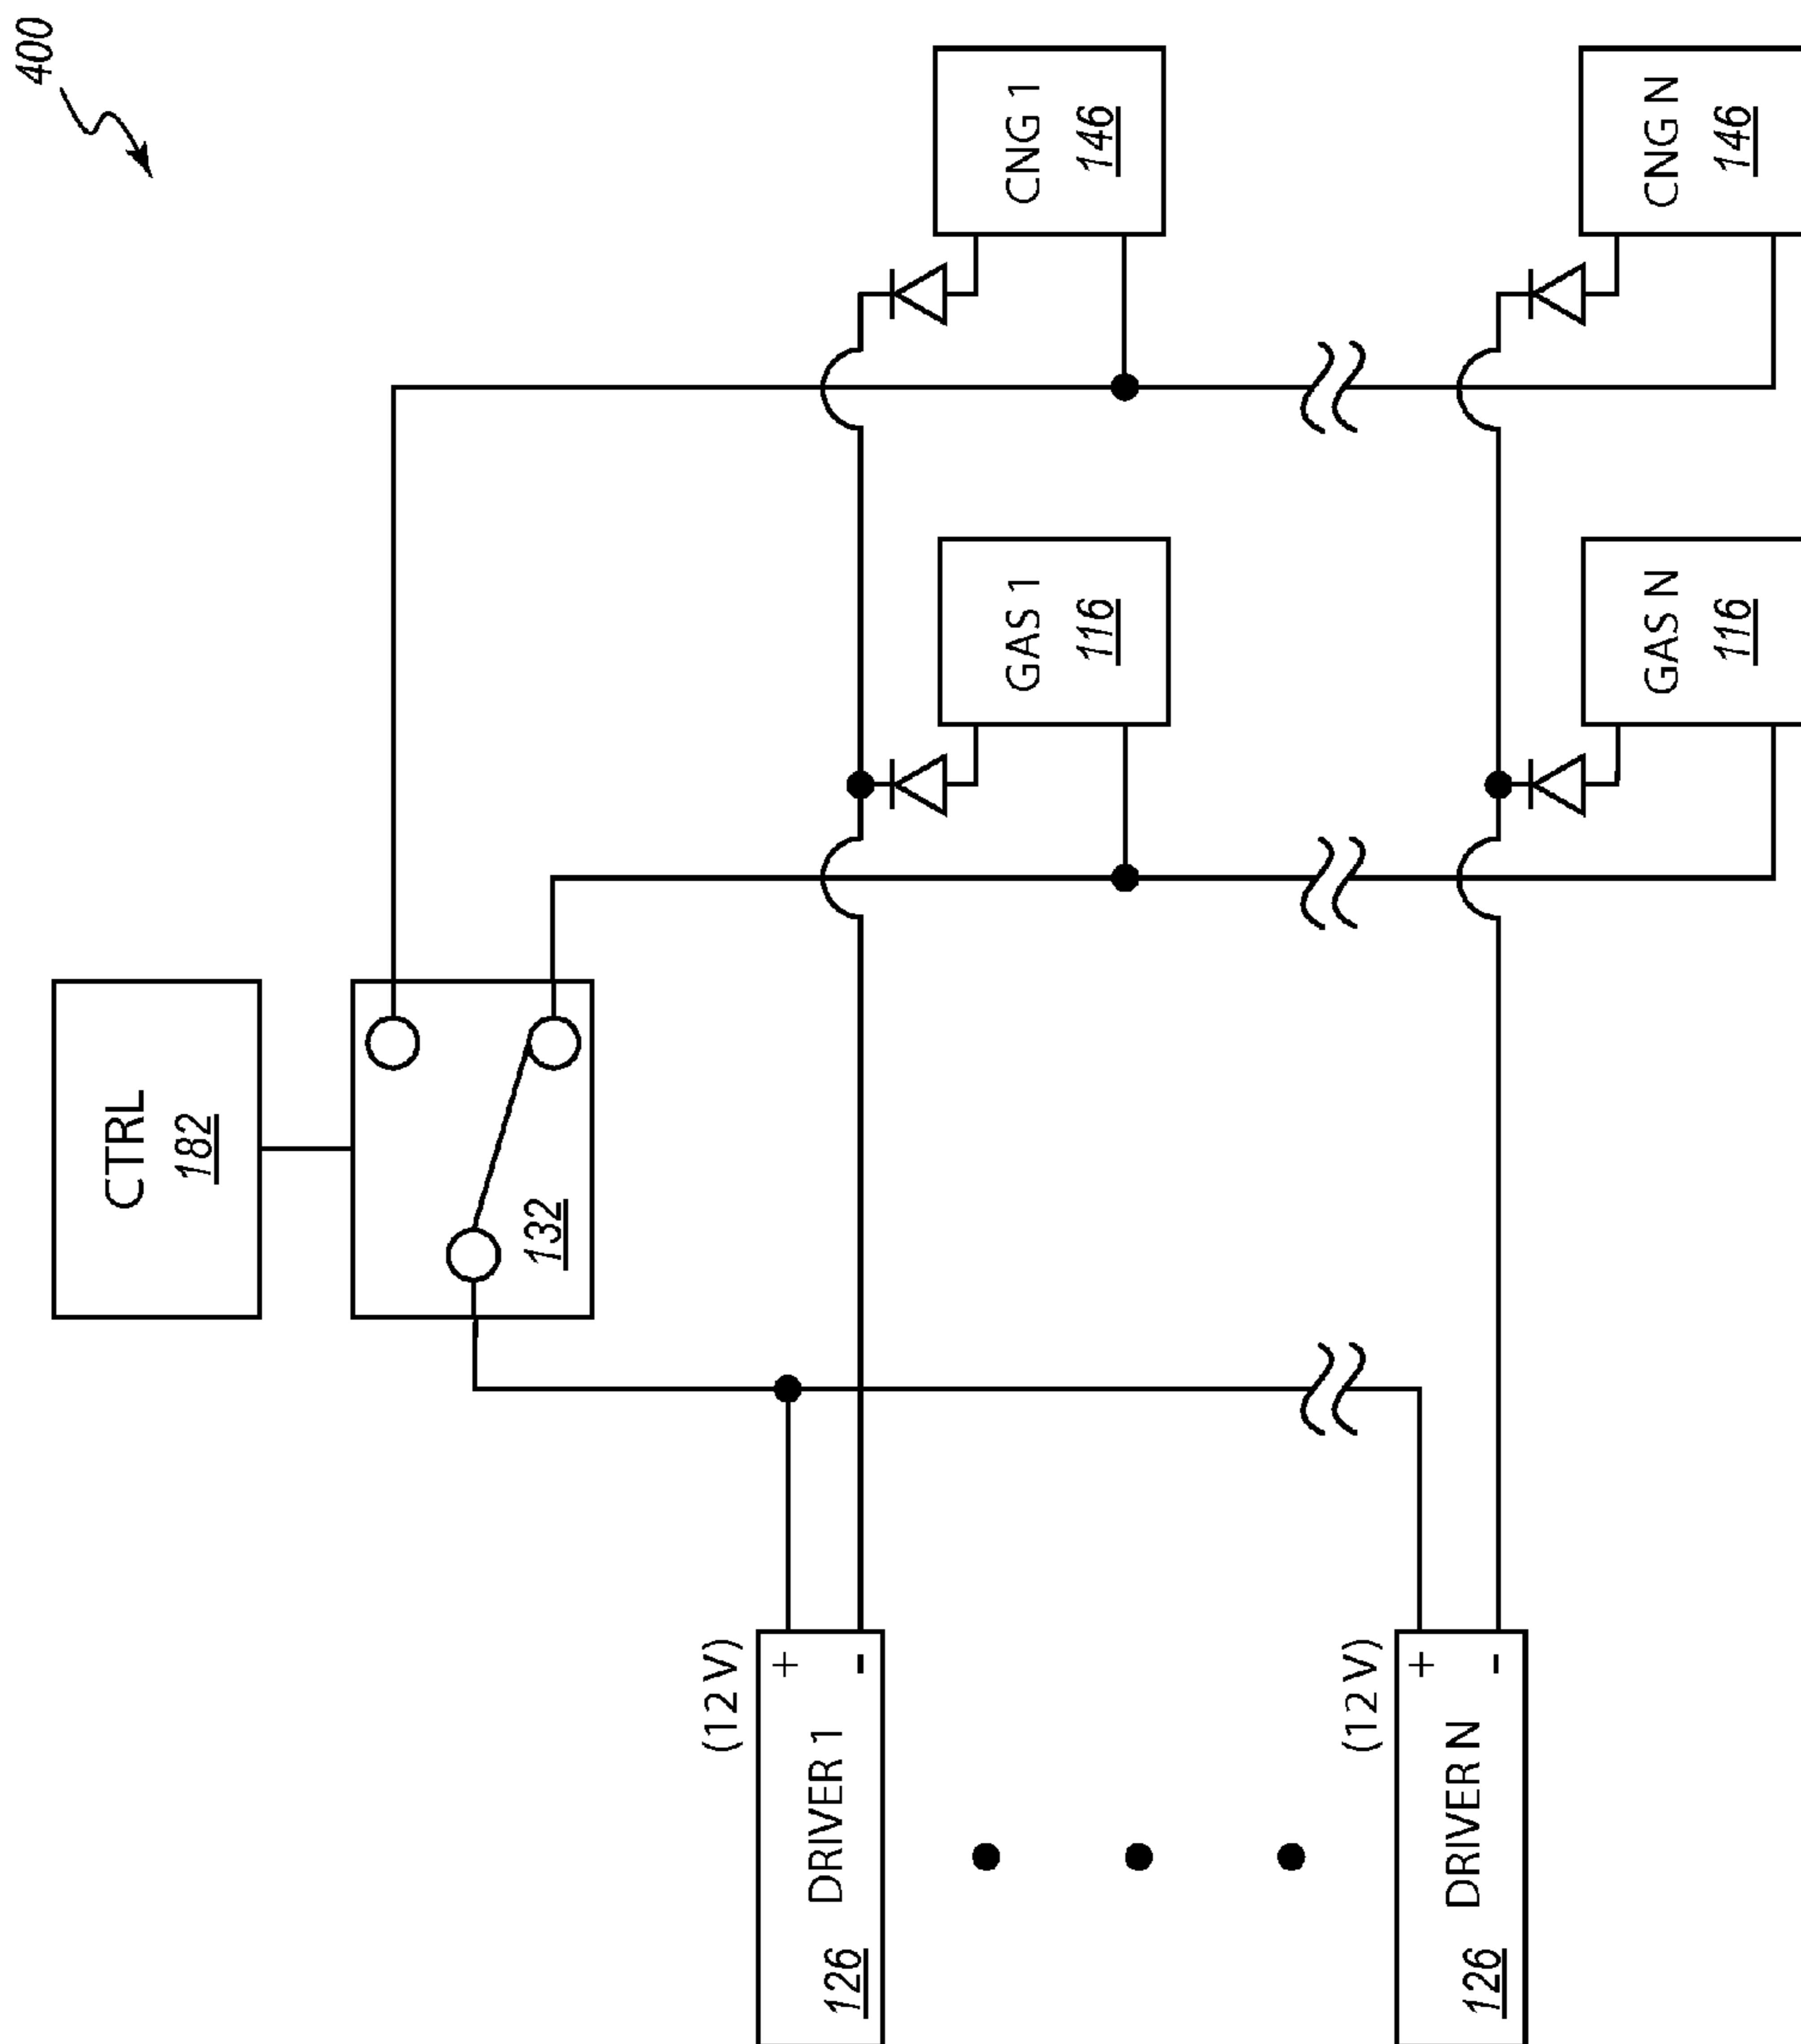 400
CTRL
182
132
CNG 1
146
GAS 1
116
(12 V)
+
-
DRIVER 1
126
CNG N
146
GAS N
116
(12 V)
+
-
DRIVER N
126